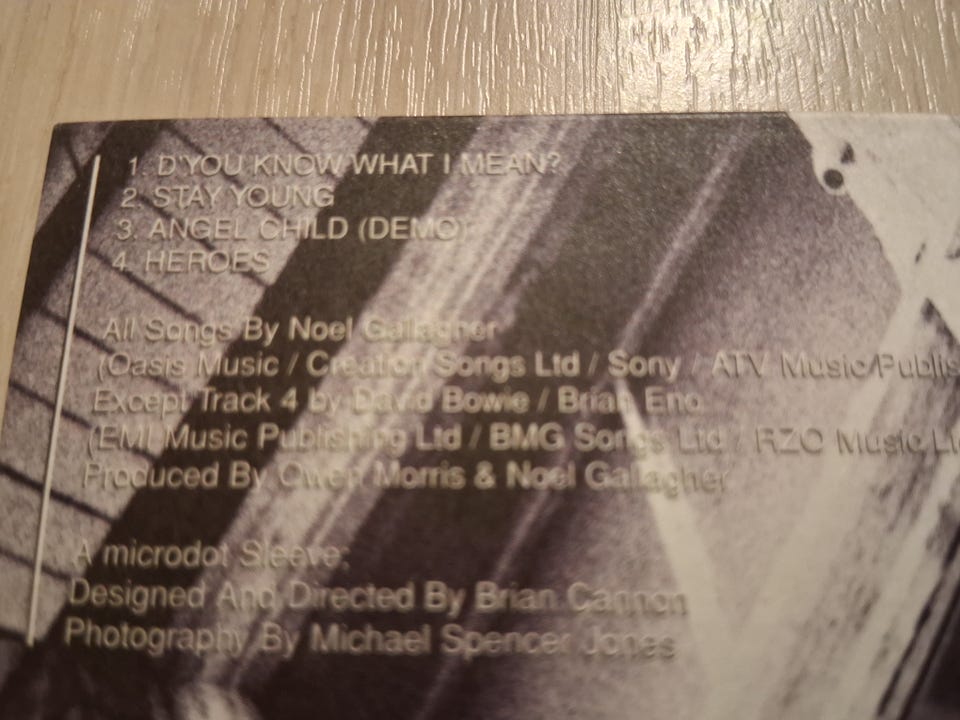 1. D'YOU KNOW WHAT I MEAN?
2. STAY YOUNG
3. ANGEL CHILD (DEMO)
4. HEROES
All Songs By Noel Gallagher
(Oasis Music / Creation Songs Ltd / Sony / ATV Music Publis
Except Track 4 by David Bowie / Brian Eno
(EMI Music Publishing Ltd / BMG Songs Ltd / RZO Music
Produced By Owen Morris & Noel Gallagher
A microdot Sleeve;
Designed And Directed By Brian Cannon
Photography By Michael Spencer Jones